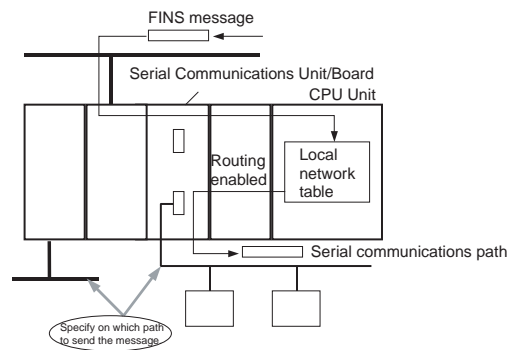 FINS message
Serial Communications Unit/Board
CPU Unit
Routing
enabled
Local
network
table
Serial communications path
Specify on which path
to send the message